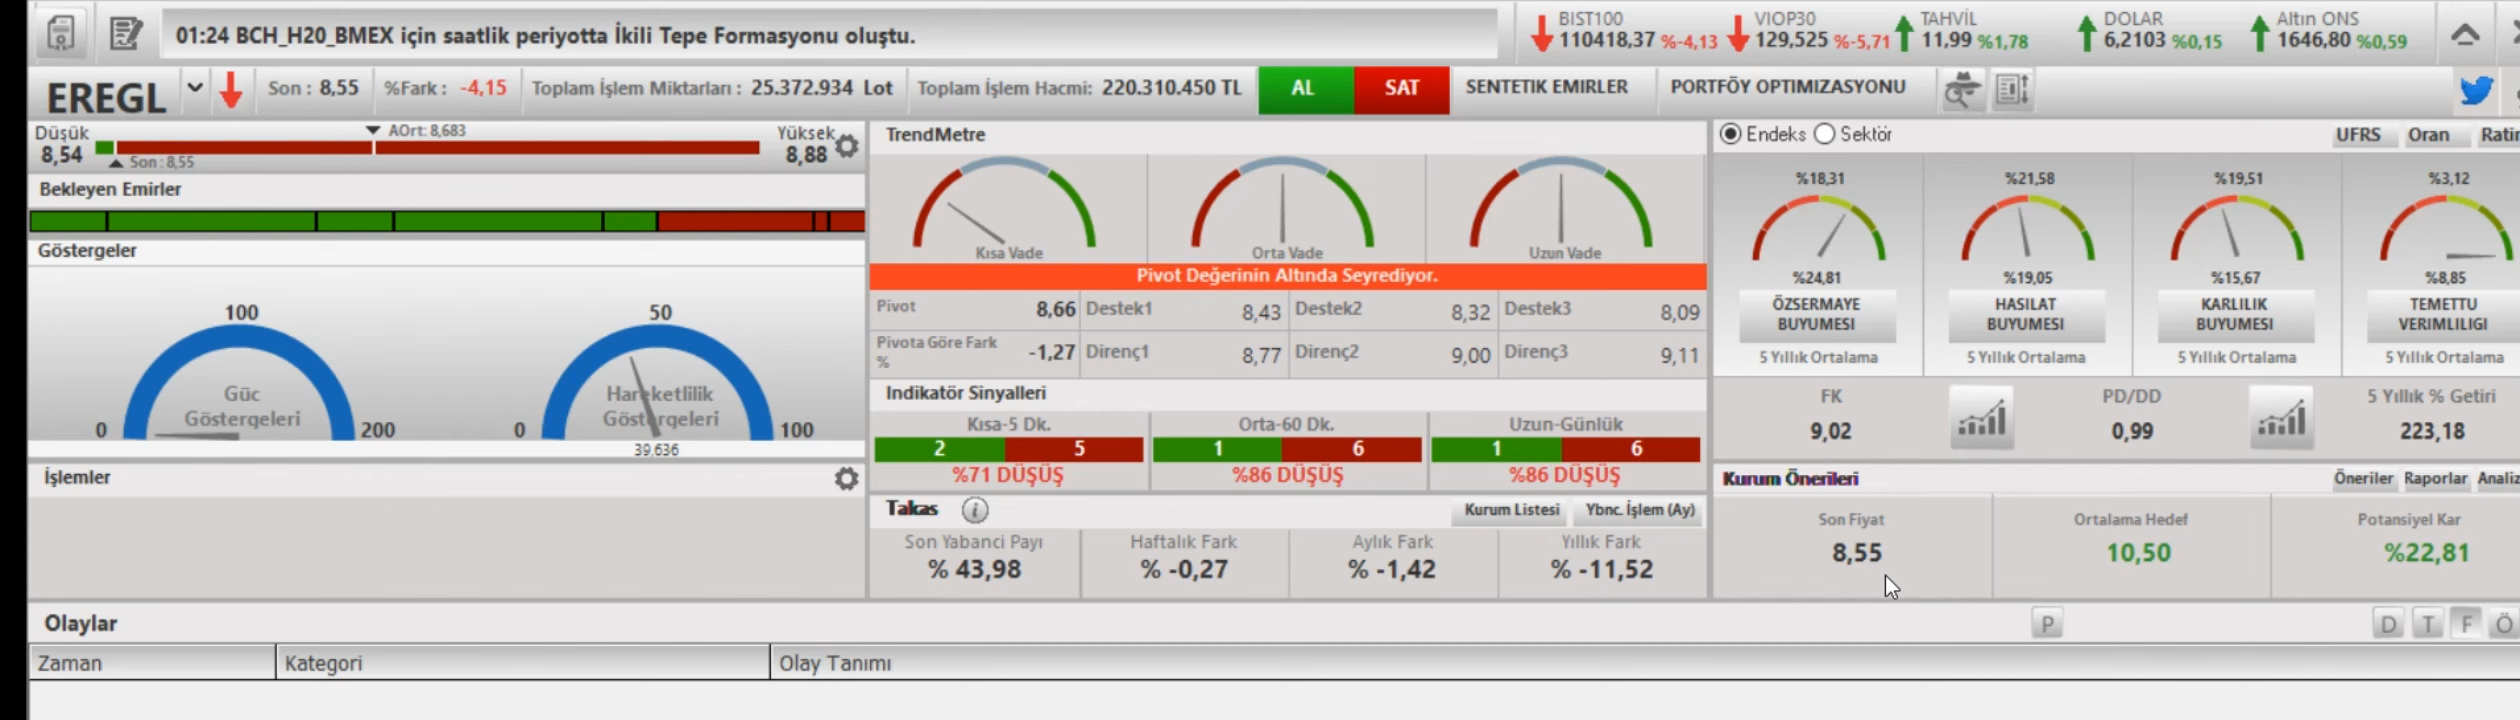 01:24 BCH_H20_BMEX için saatlik periyotta İkili Tepe Formasyonu oluştu.
BIST100 110418,37 %-4,13
VIOP30 129,525 %-5,71
TAHVİL 11,99 %1,78
DOLAR 6,2103 %0,15
Altın ONS 1646,80 %0,59
EREGL Son : 8,55 %Fark : -4,15 Toplam İşlem Miktarları : 25.372.934 Lot Toplam İşlem Hacmi: 220.310.450 TL AL SAT SENTETIK EMIRLER PORTFÖY OPTIMIZASYONU
Düşük AOrt: 8,683 Yüksek
8,54 Son : 8,55 8,88
Bekleyen Emirler
Göstergeler
100
Güc
Göstergeleri
0 200
50
Hareketlilik
Göstergeleri
0 100
39,636
İşlemler
TrendMetre
Kısa Vade Orta Vade Uzun Vade
Pivot Değerinin Altında Seyrediyor.
Pivot 8,66 Destek1 8,43 Destek2 8,32 Destek3 8,09
Pivota Göre Fark % -1,27 Direnç1 8,77 Direnç2 9,00 Direnç3 9,11
Indikatör Sinyalleri
Kısa-5 Dk. Orta-60 Dk. Uzun-Günlük
2 5 1 6 1 6
%71 DÜŞÜŞ %86 DÜŞÜŞ %86 DÜŞÜŞ
Takas i Kurum Listesi Ybnc. İşlem (Ay)
Son Yabanci Payı Haftalık Fark Aylık Fark Yıllık Fark
% 43,98 % -0,27 % -1,42 % -11,52
Endeks Sektör UFRS Oran
%18,31 %21,58 %19,51 %3,12
%24,81 %19,05 %15,67 %8,85
ÖZSERMAYE HASILAT KARLILIK TEMETTU
BUYUMESI BUYUMESI BUYUMESI VERIMLILIGI
5 Yıllık Ortalama 5 Yıllık Ortalama 5 Yıllık Ortalama 5 Yıllık Ortalama
FK PD/DD 5 Yıllık % Getiri
9,02 0,99 223,18
Kurum Önerileri Öneriler Raporlar Analiz
Son Fiyat Ortalama Hedef Potansiyel Kar
8,55 10,50 %22,81
Olaylar P D T F Ö
Zaman Kategori Olay Tanımı